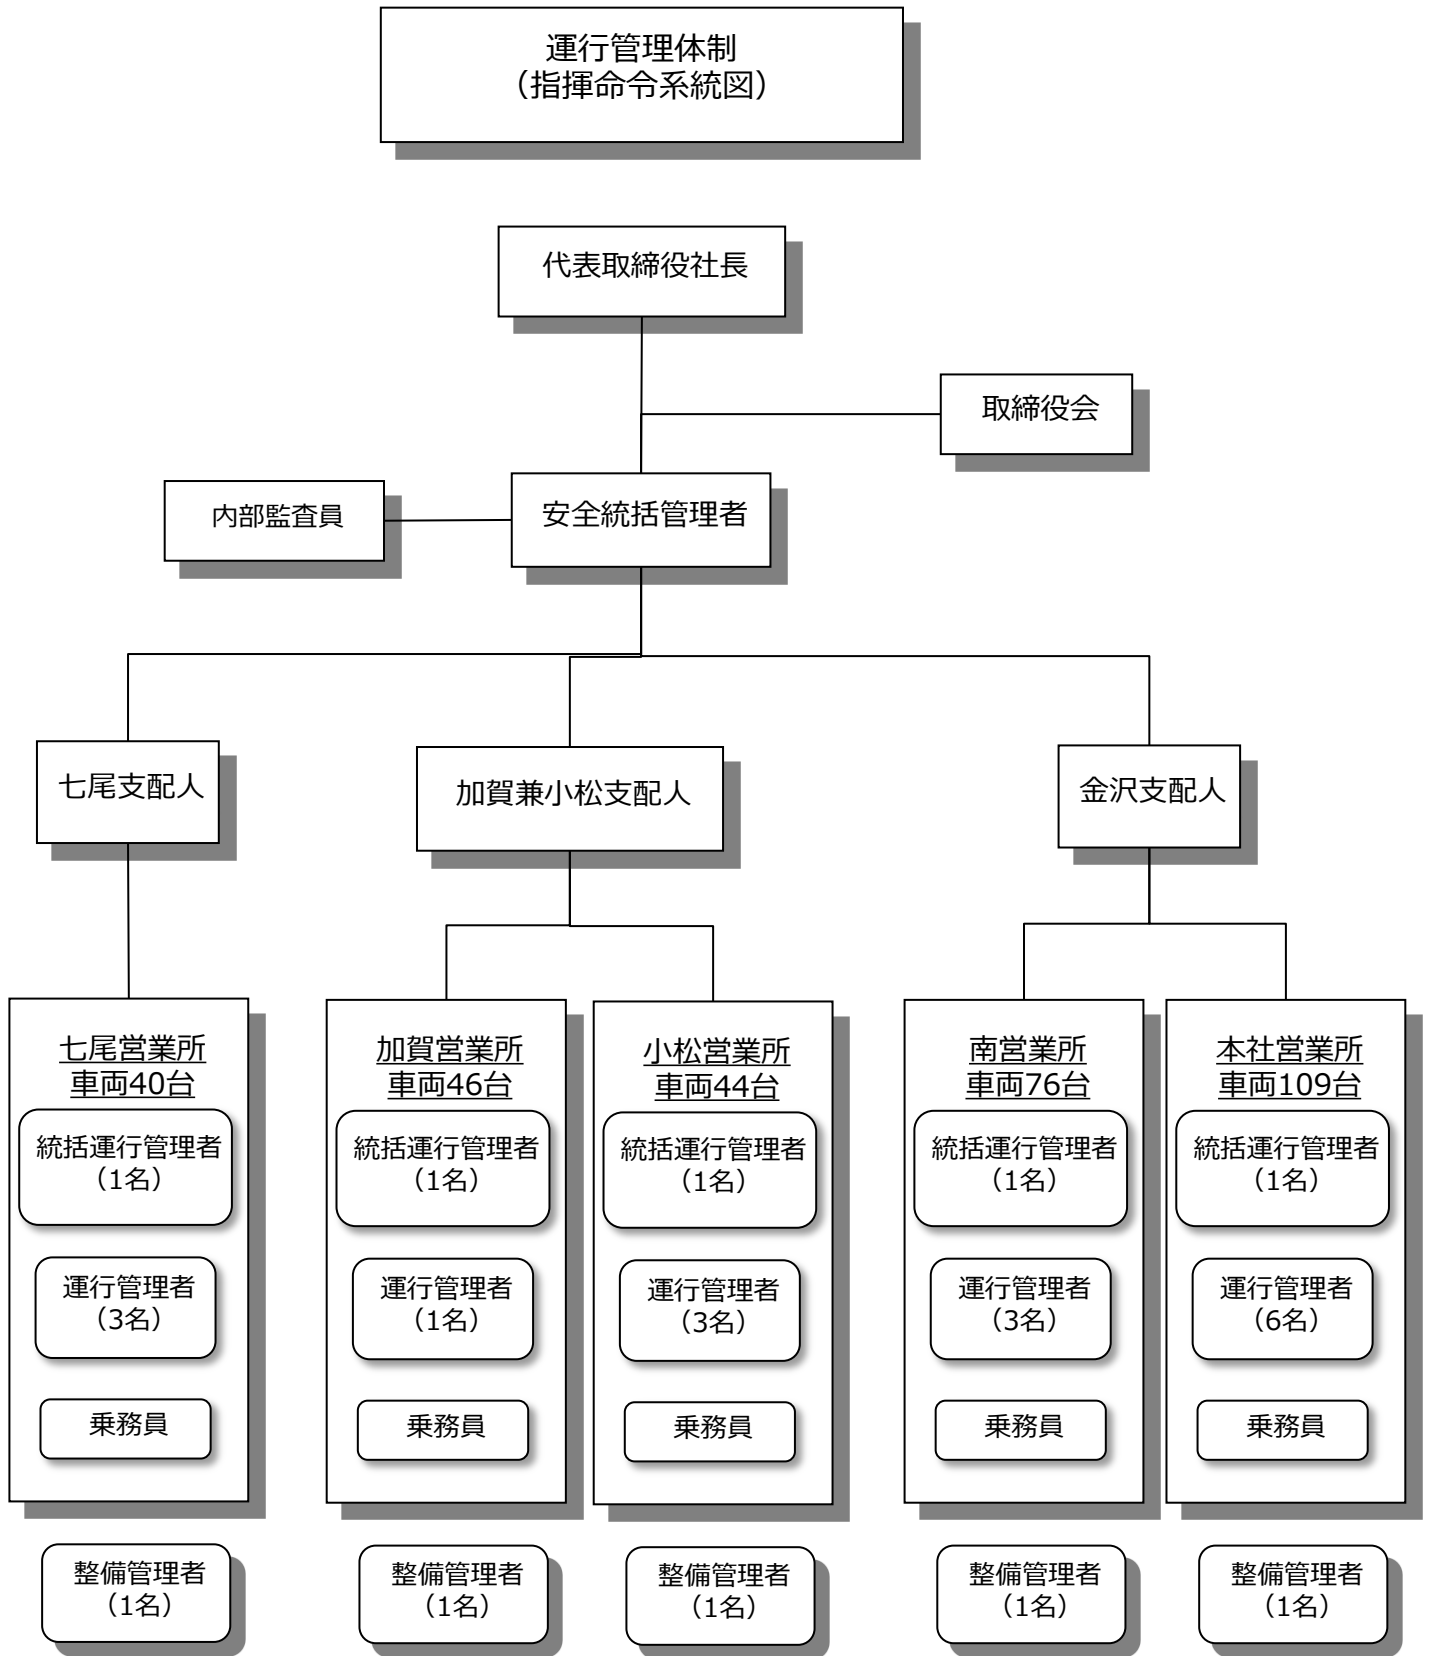 運行管理体制
（指揮命令系統図）
代表取締役社長
取締役会
内部監査員
安全統括管理者
七尾支配人
加賀兼小松支配人
金沢支配人
七尾営業所
車両40台
統括運行管理者
（1名）
運行管理者
（3名）
乗務員
整備管理者
（1名）
加賀営業所
車両46台
統括運行管理者
（1名）
運行管理者
（1名）
乗務員
整備管理者
（1名）
小松営業所
車両44台
統括運行管理者
（1名）
運行管理者
（3名）
乗務員
整備管理者
（1名）
南営業所
車両76台
統括運行管理者
（1名）
運行管理者
（3名）
乗務員
整備管理者
（1名）
本社営業所
車両109台
統括運行管理者
（1名）
運行管理者
（6名）
乗務員
整備管理者
（1名）